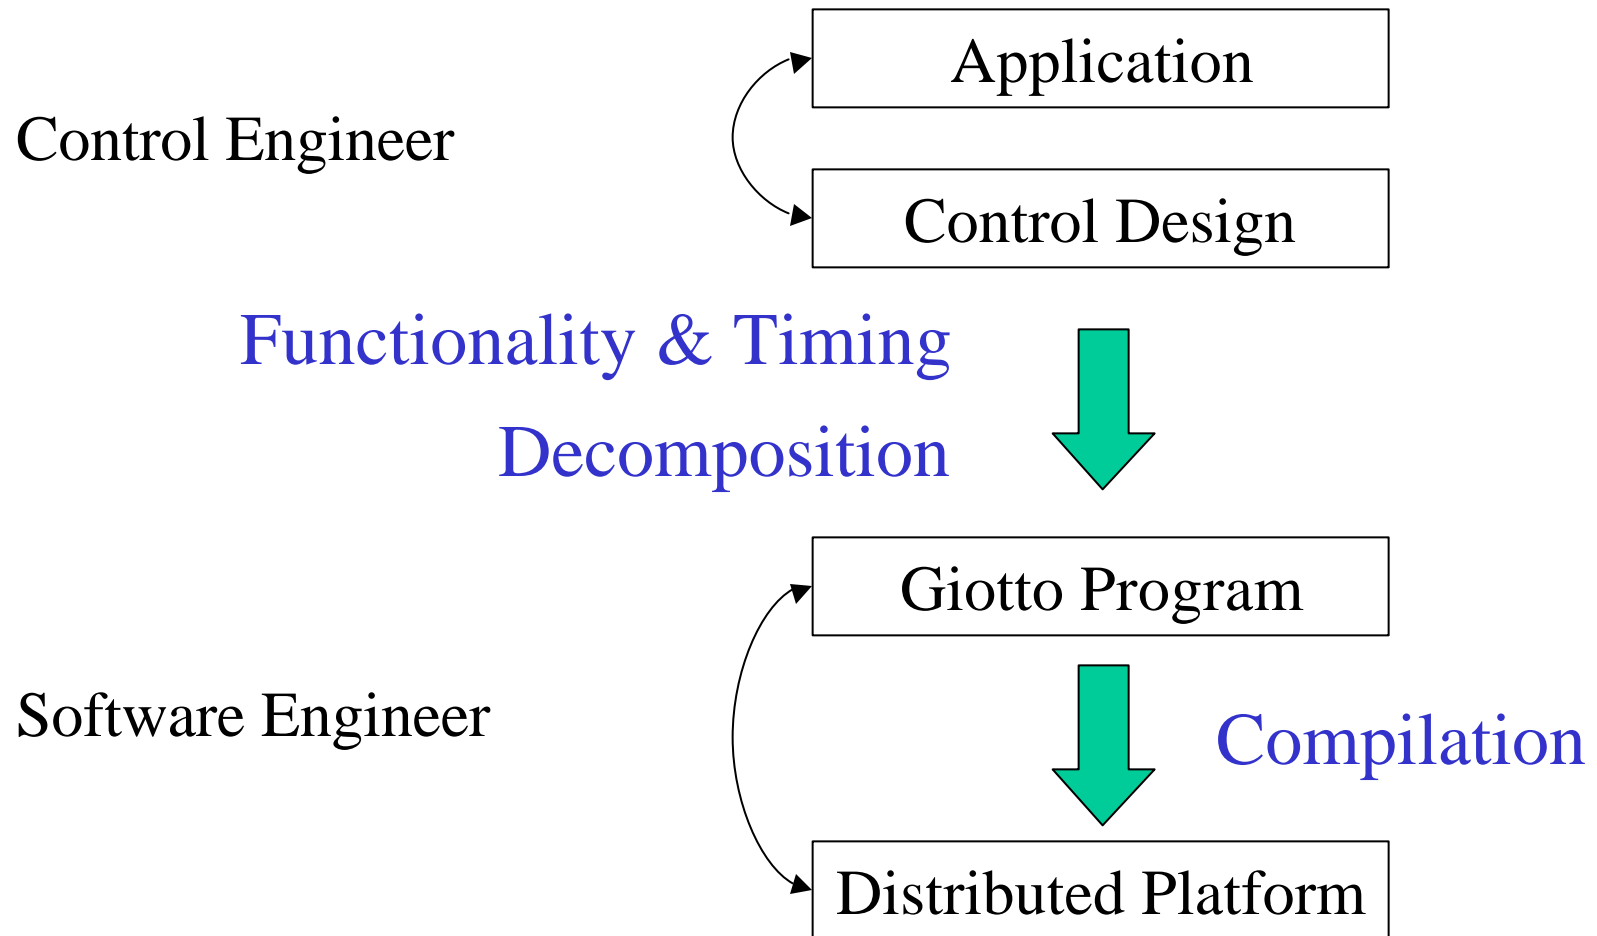 Application
Control Engineer
Control Design
Functionality & Timing
Decomposition
Giotto Program
Software Engineer
Compilation
Distributed Platform